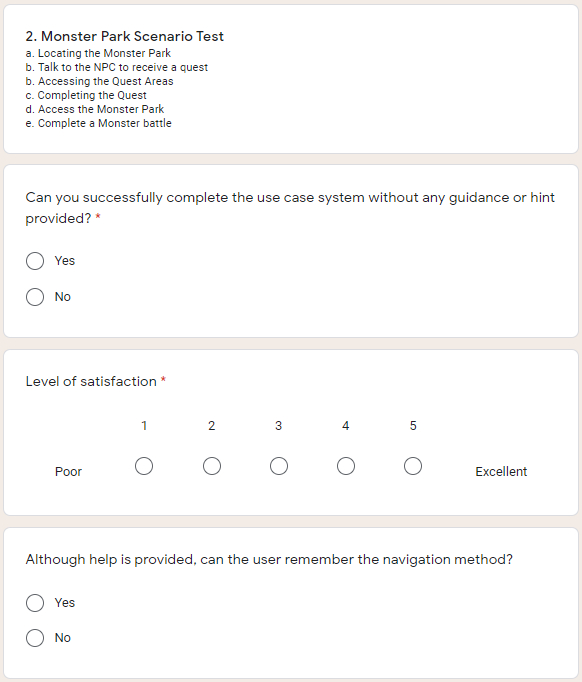 2. Monster Park Scenario Test
a. Locating the Monster Park
b. Talk to the NPC to receive a quest
b. Accessing the Quest Areas
c. Completing the Quest
d. Access the Monster Park
e. Complete a Monster battle
Can you successfully complete the use case system without any guidance or hint
provided? *
Yes
No
Level of satisfaction *
1 2 3 4 5
Poor Excellent
Although help is provided, can the user remember the navigation method?
Yes
No